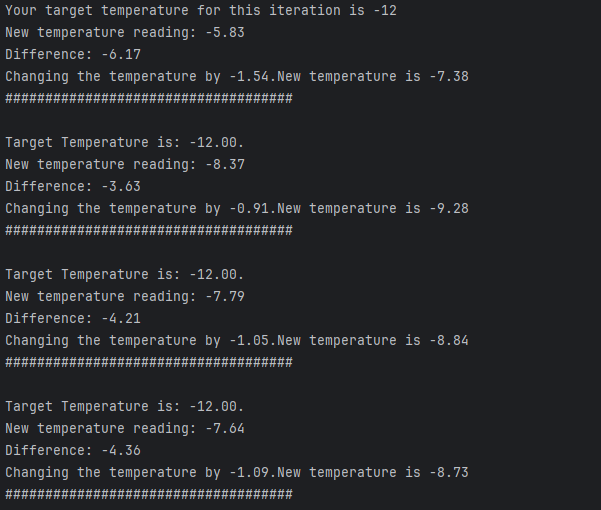 Your target temperature for this iteration is -12
New temperature reading: -5.83
Difference: -6.17
Changing the temperature by -1.54.New temperature is -7.38
####################################
Target Temperature is: -12.00.
New temperature reading: -8.37
Difference: -3.63
Changing the temperature by -0.91.New temperature is -9.28
####################################
Target Temperature is: -12.00.
New temperature reading: -7.79
Difference: -4.21
Changing the temperature by -1.05.New temperature is -8.84
####################################
Target Temperature is: -12.00.
New temperature reading: -7.64
Difference: -4.36
Changing the temperature by -1.09.New temperature is -8.73
####################################